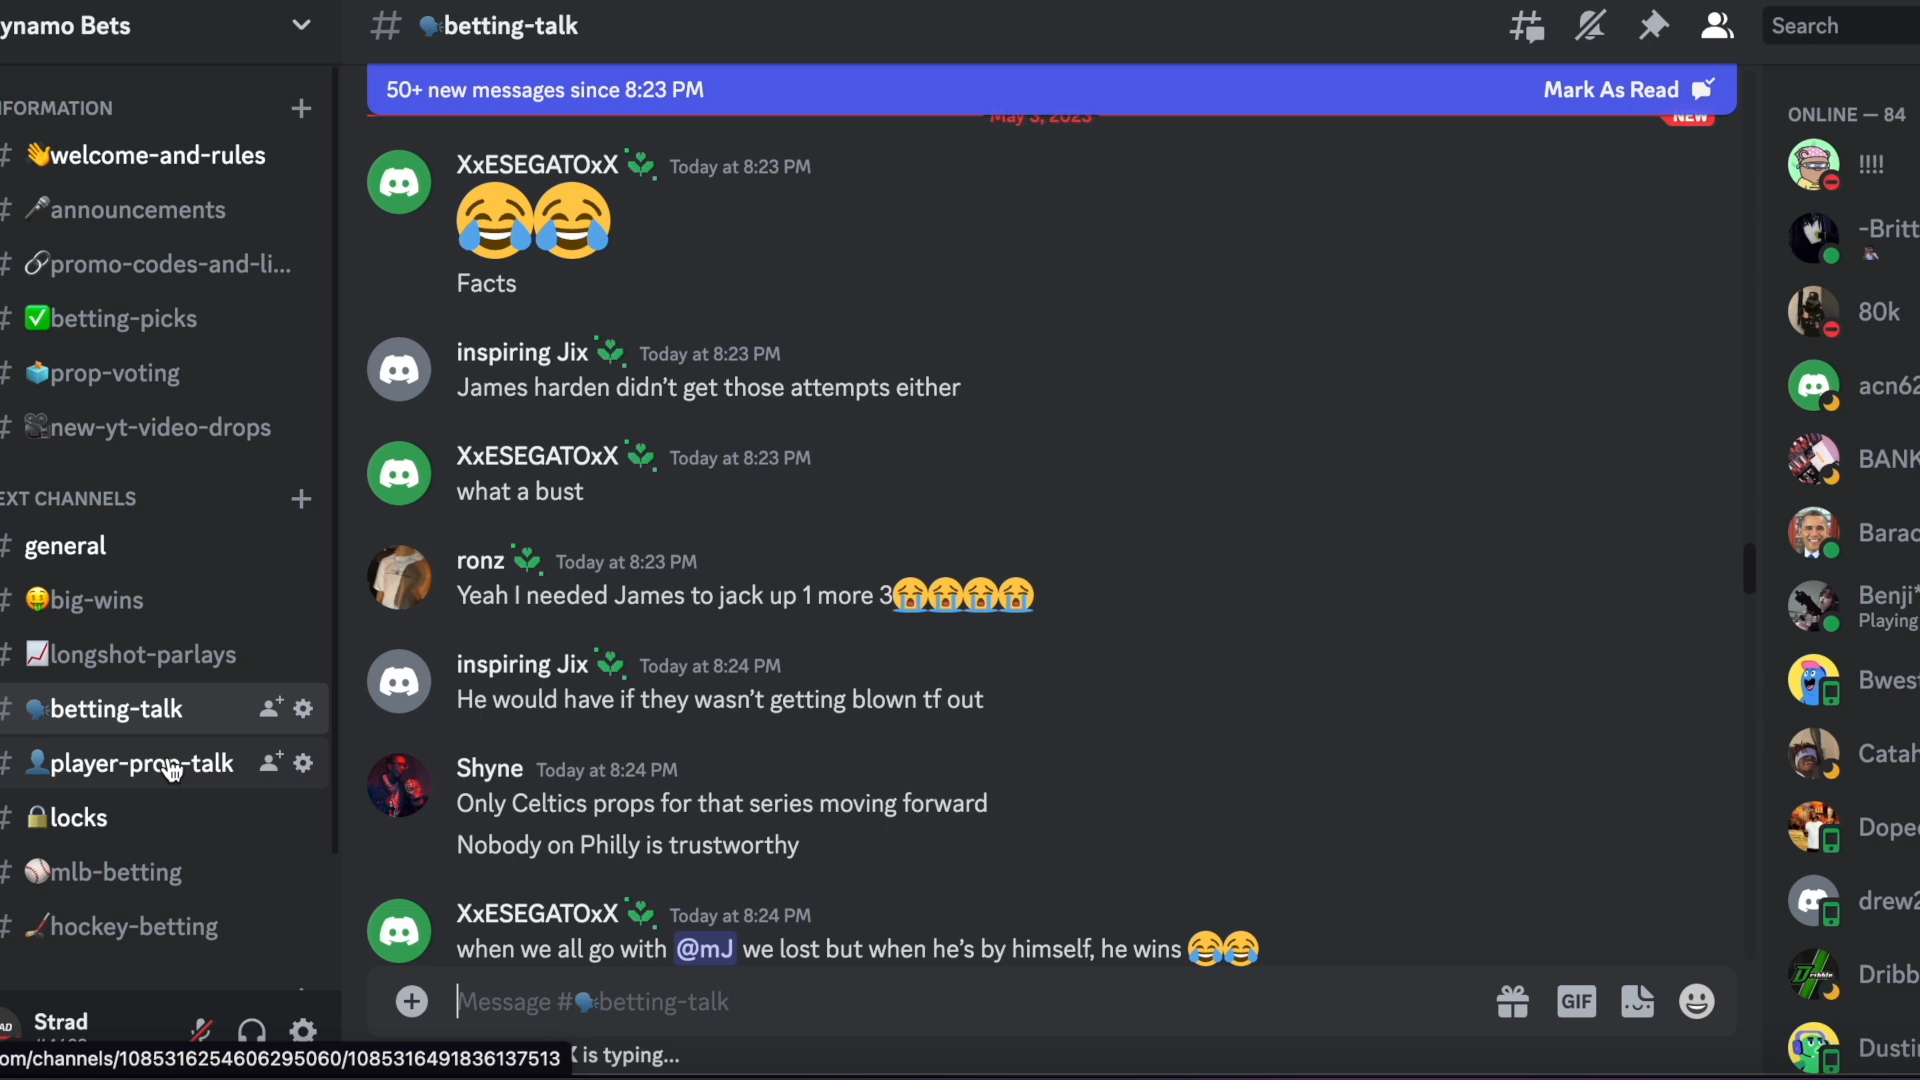 ynamo Bets
# 🗣betting-talk
Search
50+ new messages since 8:23 PM
Mark As Read
May 3, 2023
NEW
NFORMATION
# 👋welcome-and-rules
# 🎤announcements
# 🔗promo-codes-and-li...
# ✅betting-picks
# 🗳prop-voting
# 🎥new-yt-video-drops
EXT CHANNELS
# general
# 🤑big-wins
# 📈longshot-parlays
# 🗣betting-talk
# 👤player-prop-talk
# 🔒locks
# ⚾mlb-betting
# 🏒hockey-betting
Strad
om/channels/1085316254606295060/1085316491836137513
XxESEGATOxX Today at 8:23 PM
😂😂
Facts
inspiring Jix Today at 8:23 PM
James harden didn't get those attempts either
XxESEGATOxX Today at 8:23 PM
what a bust
ronz Today at 8:23 PM
Yeah I needed James to jack up 1 more 3😭😭😭😭
inspiring Jix Today at 8:24 PM
He would have if they wasn't getting blown tf out
Shyne Today at 8:24 PM
Only Celtics props for that series moving forward
Nobody on Philly is trustworthy
XxESEGATOxX Today at 8:24 PM
when we all go with @mJ we lost but when he's by himself, he wins 😂😂
Message #🗣betting-talk
GIF
is typing...
ONLINE — 84
!!!!
-Britt
80k
acn62
BANK
Barac
Benji*
Playing
Bwest
Catah
Dope
drew2
Dribb
Dustin